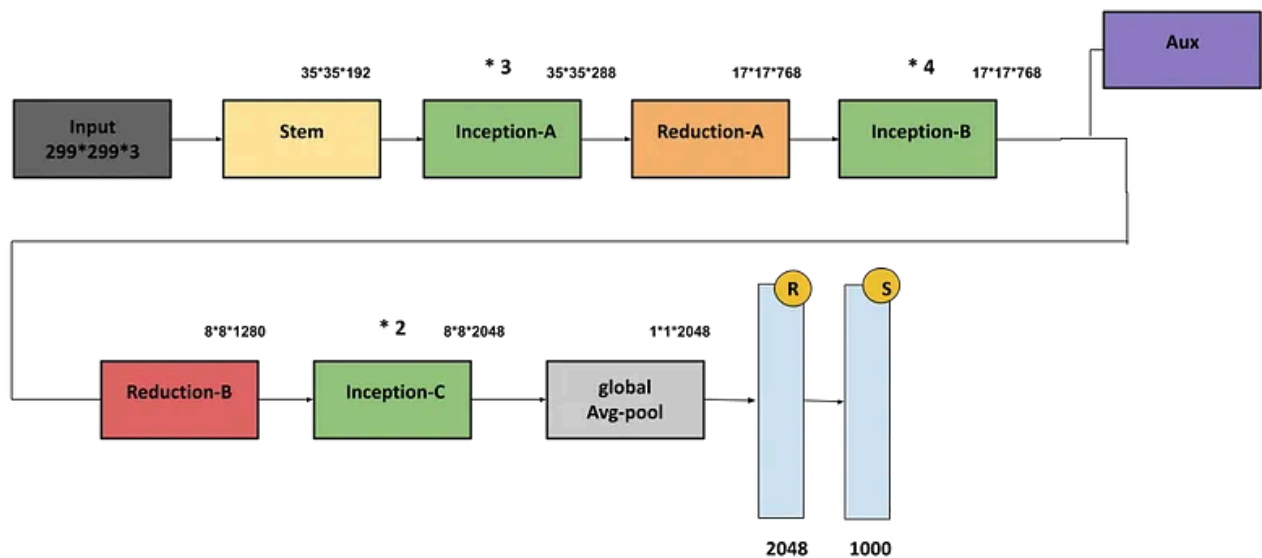 Aux
* 3
* 4
35*35*192
35*35*288
17*17*768
17*17*768
Input
299*299*3
Stem
Inception-A
Reduction-A
Inception-B
R
S
* 2
8*8*1280
8*8*2048
1*1*2048
Reduction-B
Inception-C
global
Avg-pool
2048
1000